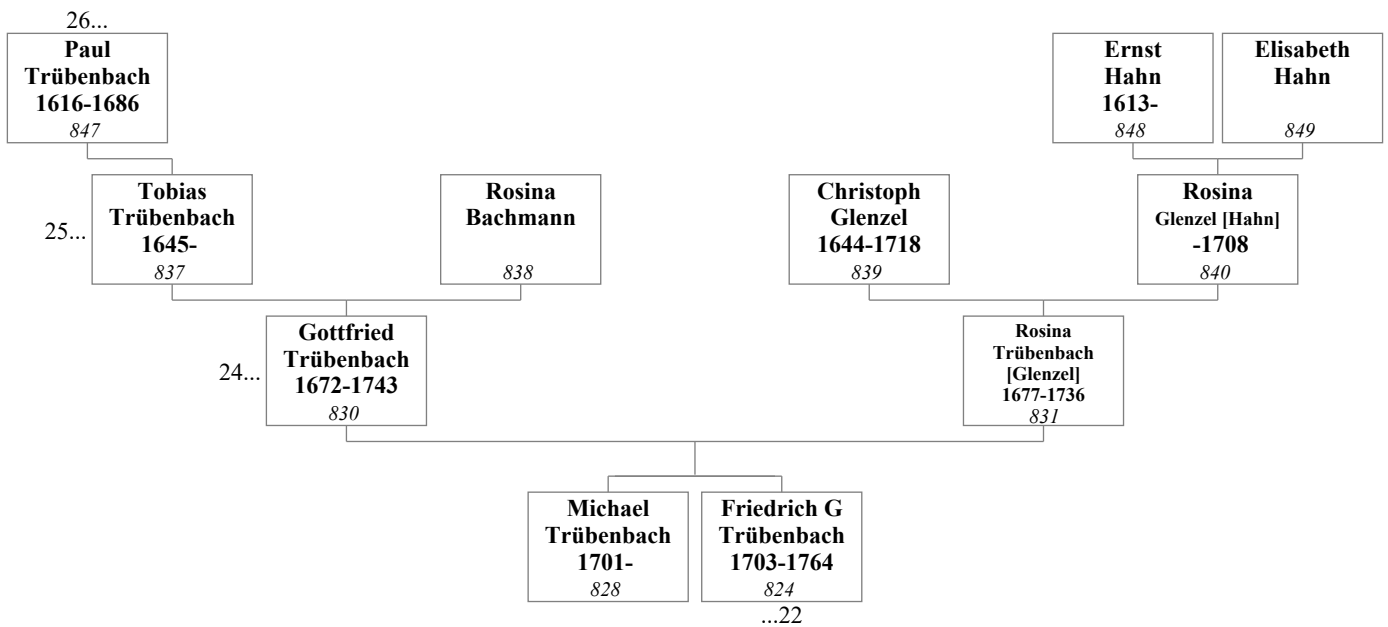 26...
Paul
Trübenbach
1616-1686
847
Ernst
Hahn
1613-
848
Elisabeth
Hahn
849
25...
Tobias
Trübenbach
1645-
837
Rosina
Bachmann
838
Christoph
Glenzel
1644-1718
839
Rosina
Glenzel [Hahn]
-1708
840
24...
Gottfried
Trübenbach
1672-1743
830
Rosina
Trübenbach
[Glenzel]
1677-1736
831
Michael
Trübenbach
1701-
828
Friedrich G
Trübenbach
1703-1764
824
...22